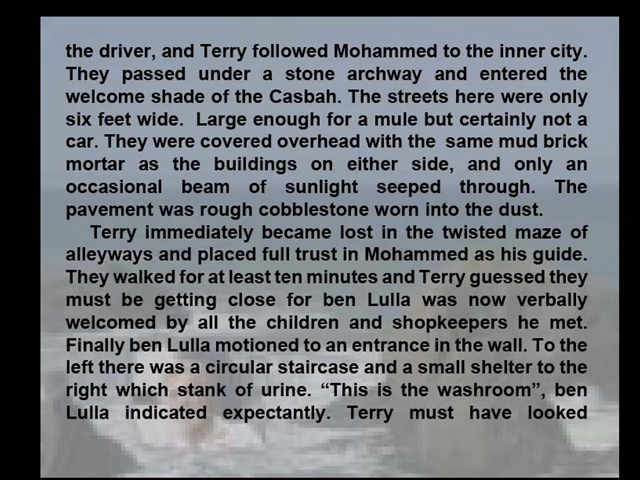 the driver, and Terry followed Mohammed to the inner city.
They passed under a stone archway and entered the
welcome shade of the Casbah. The streets here were only
six feet wide.  Large enough for a mule but certainly not a
car. They were covered overhead with the  same mud brick
mortar as the buildings on either side, and only an
occasional beam of sunlight seeped through. The
pavement was rough cobblestone worn into the dust.
Terry immediately became lost in the twisted maze of
alleyways and placed full trust in Mohammed as his guide.
They walked for at least ten minutes and Terry guessed they
must be getting close for ben Lulla was now verbally
welcomed by all the children and shopkeepers he met.
Finally ben Lulla motioned to an entrance in the wall. To the
left there was a circular staircase and a small shelter to the
right which stank of urine. “This is the washroom”, ben
Lulla indicated expectantly. Terry must have looked